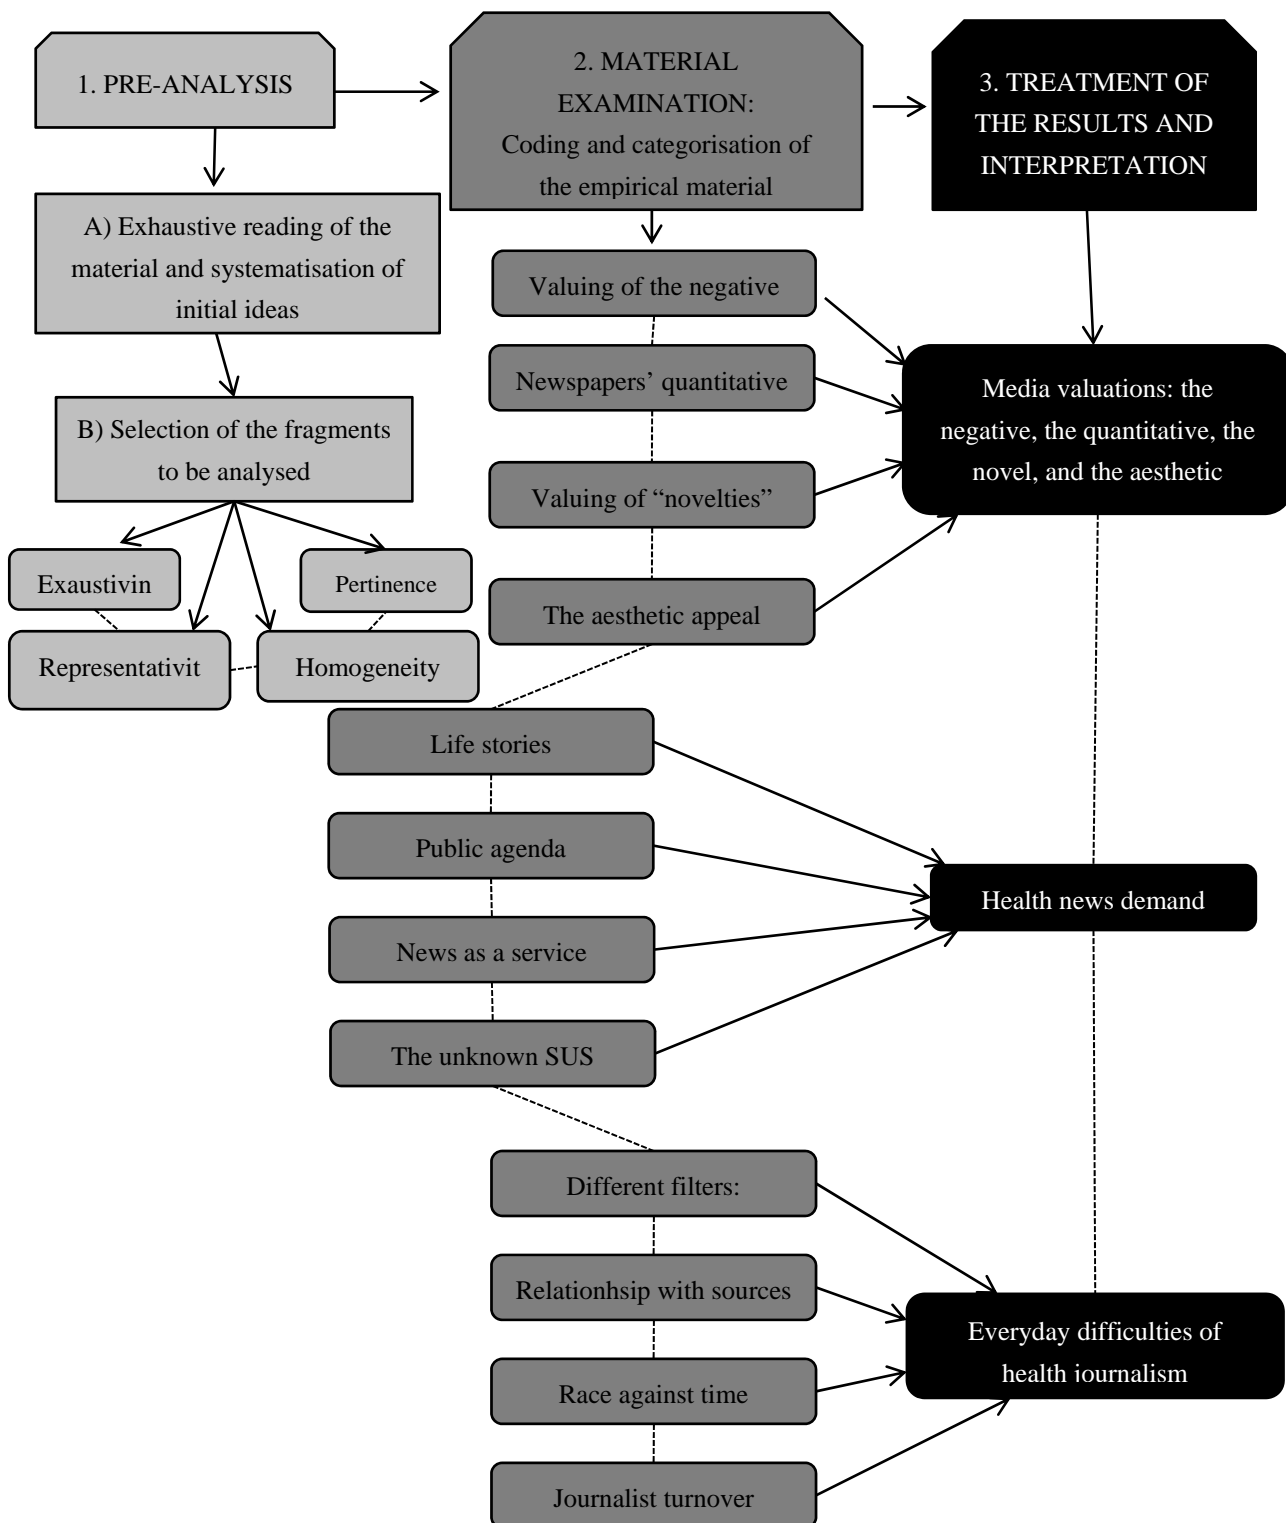 1. PRE-ANALYSIS
A) Exhaustive reading of the
material and systematisation of
initial ideas
B) Selection of the fragments
to be analysed
Exaustivin
Pertinence
Representativit
Homogeneity
2. MATERIAL
EXAMINATION:
Coding and categorisation of
the empirical material
Valuing of the negative
Newspapers’ quantitative
Valuing of “novelties”
The aesthetic appeal
Life stories
Public agenda
News as a service
The unknown SUS
Different filters:
Relationhsip with sources
Race against time
Journalist turnover
3. TREATMENT OF
THE RESULTS AND
INTERPRETATION
Media valuations: the
negative, the quantitative, the
novel, and the aesthetic
Health news demand
Everyday difficulties of
health journalism